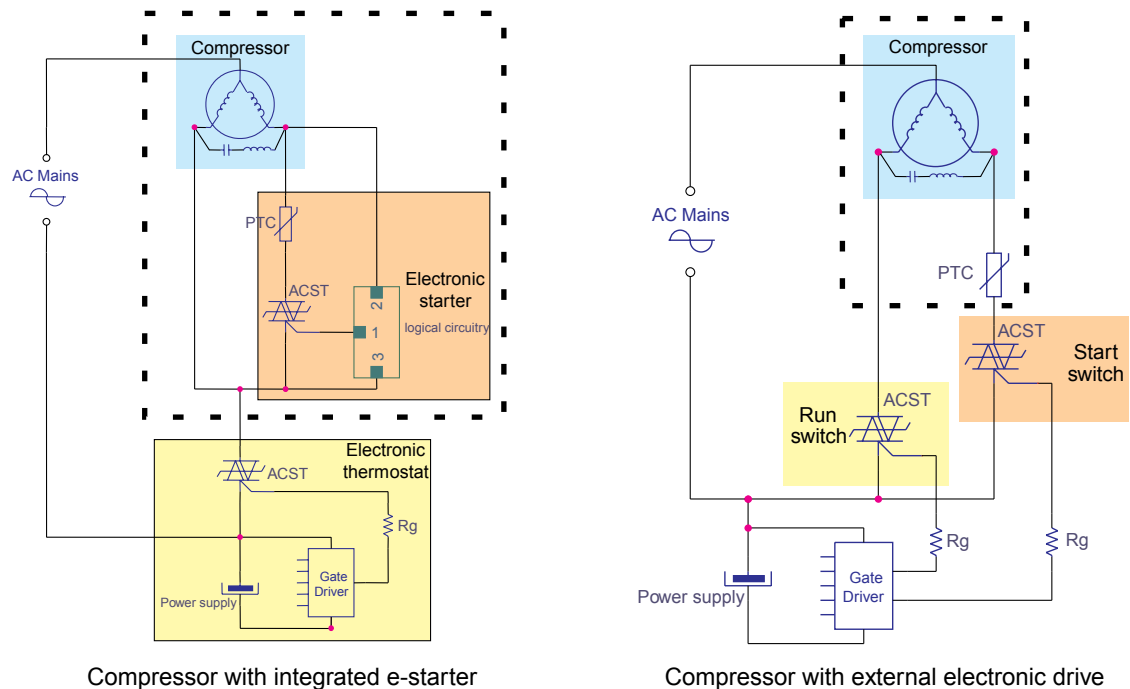 Compressor
AC Mains
PTC
ACST
Electronic
starter
logical circuitry
2
1
3
Electronic
thermostat
ACST
Rg
Gate
Driver
Power supply
Compressor with integrated e-starter
Compressor
AC Mains
PTC
ACST
Start
switch
ACST
Run
switch
Rg
Rg
Gate
Driver
Power supply
Compressor with external electronic drive